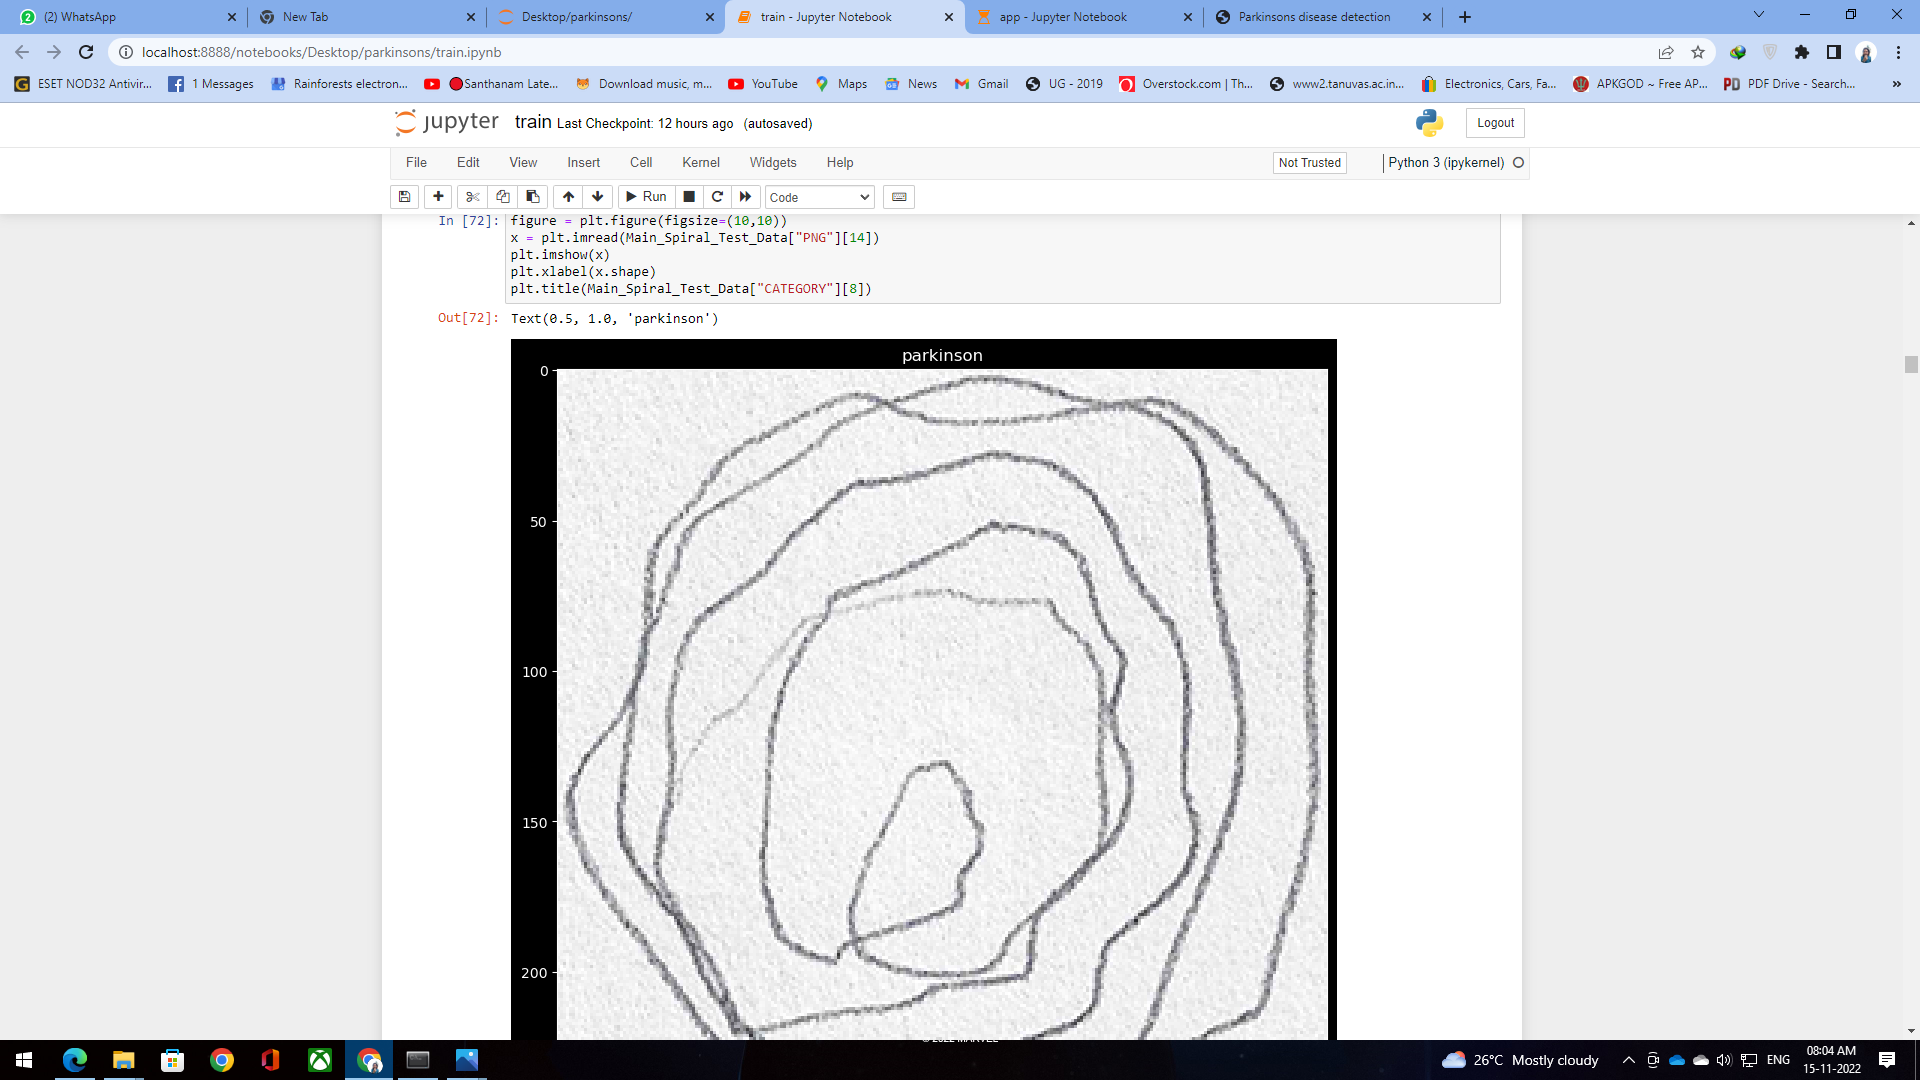 (2) WhatsApp
New Tab
Desktop/parkinsons/
train - Jupyter Notebook
app - Jupyter Notebook
Parkinsons disease detection
localhost:8888/notebooks/Desktop/parkinsons/train.ipynb
ESET NOD32 Antivir...
1 Messages
Rainforests electron...
Santhanam Late...
Download music, m...
YouTube
Maps
News
Gmail
UG - 2019
Overstock.com | Th...
www2.tanuvas.ac.in...
Electronics, Cars, Fa...
APKGOD ~ Free AP...
PDF Drive - Search...
»
jupyter train Last Checkpoint: 12 hours ago (autosaved)
Logout
File Edit View Insert Cell Kernel Widgets Help
Not Trusted
Python 3 (ipykernel)
Run
Code
In [72]: figure = plt.figure(figsize=(10,10))
x = plt.imread(Main_Spiral_Test_Data["PNG"][14])
plt.imshow(x)
plt.xlabel(x.shape)
plt.title(Main_Spiral_Test_Data["CATEGORY"][8])
Out[72]: Text(0.5, 1.0, 'parkinson')
parkinson
0
50
100
150
200
© 2022 MARVEL
26°C Mostly cloudy
ENG
08:04 AM
15-11-2022